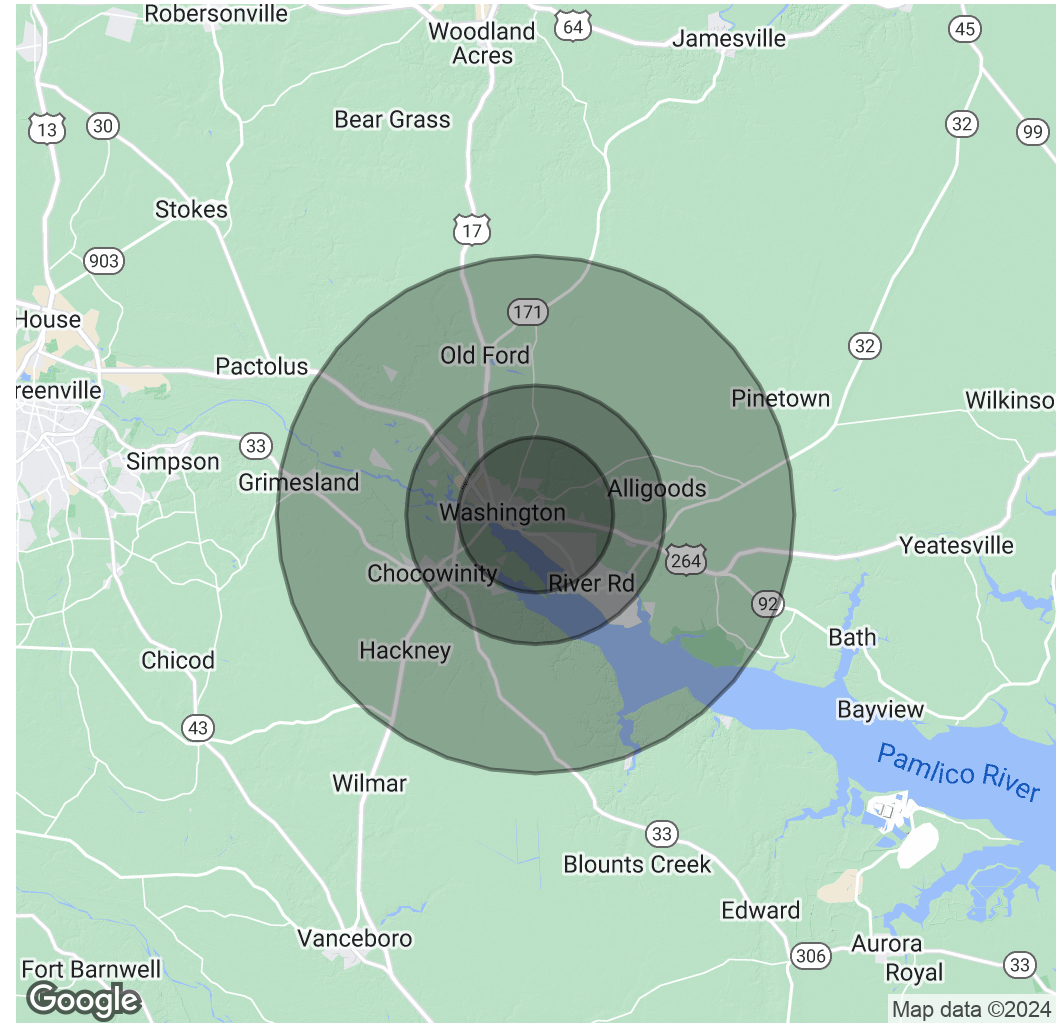 Robersonville
Woodland
Acres
64
Jamesville
45
13
30
Bear Grass
32
99
Stokes
17
903
171
House
Old Ford
32
Pactolus
reenville
Pinetown
Wilkinso
33
Simpson
Grimesland
Alligoods
Washington
Yeatesville
264
Chocowinity
River Rd
92
Bath
Hackney
Chicod
Bayview
43
Pamlico River
Wilmar
33
Blounts Creek
Edward
Vanceboro
Aurora
306
33
Fort Barnwell
Royal
Google
Map data ©2024